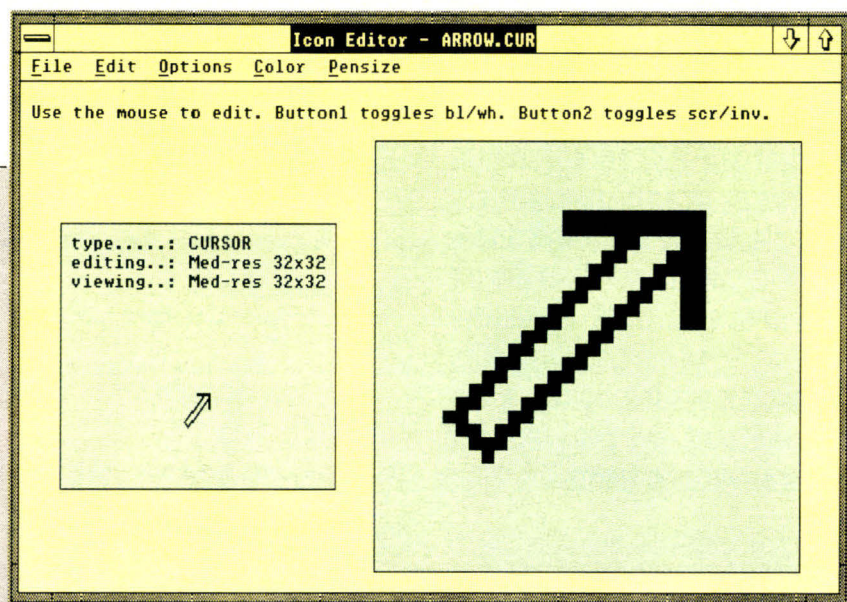 Icon Editor - ARROW.CUR
File Edit Options Color Pensize
Use the mouse to edit. Button1 toggles bl/wh. Button2 toggles scr/inv.
type.....: CURSOR
editing..: Med-res 32x32
viewing..: Med-res 32x32